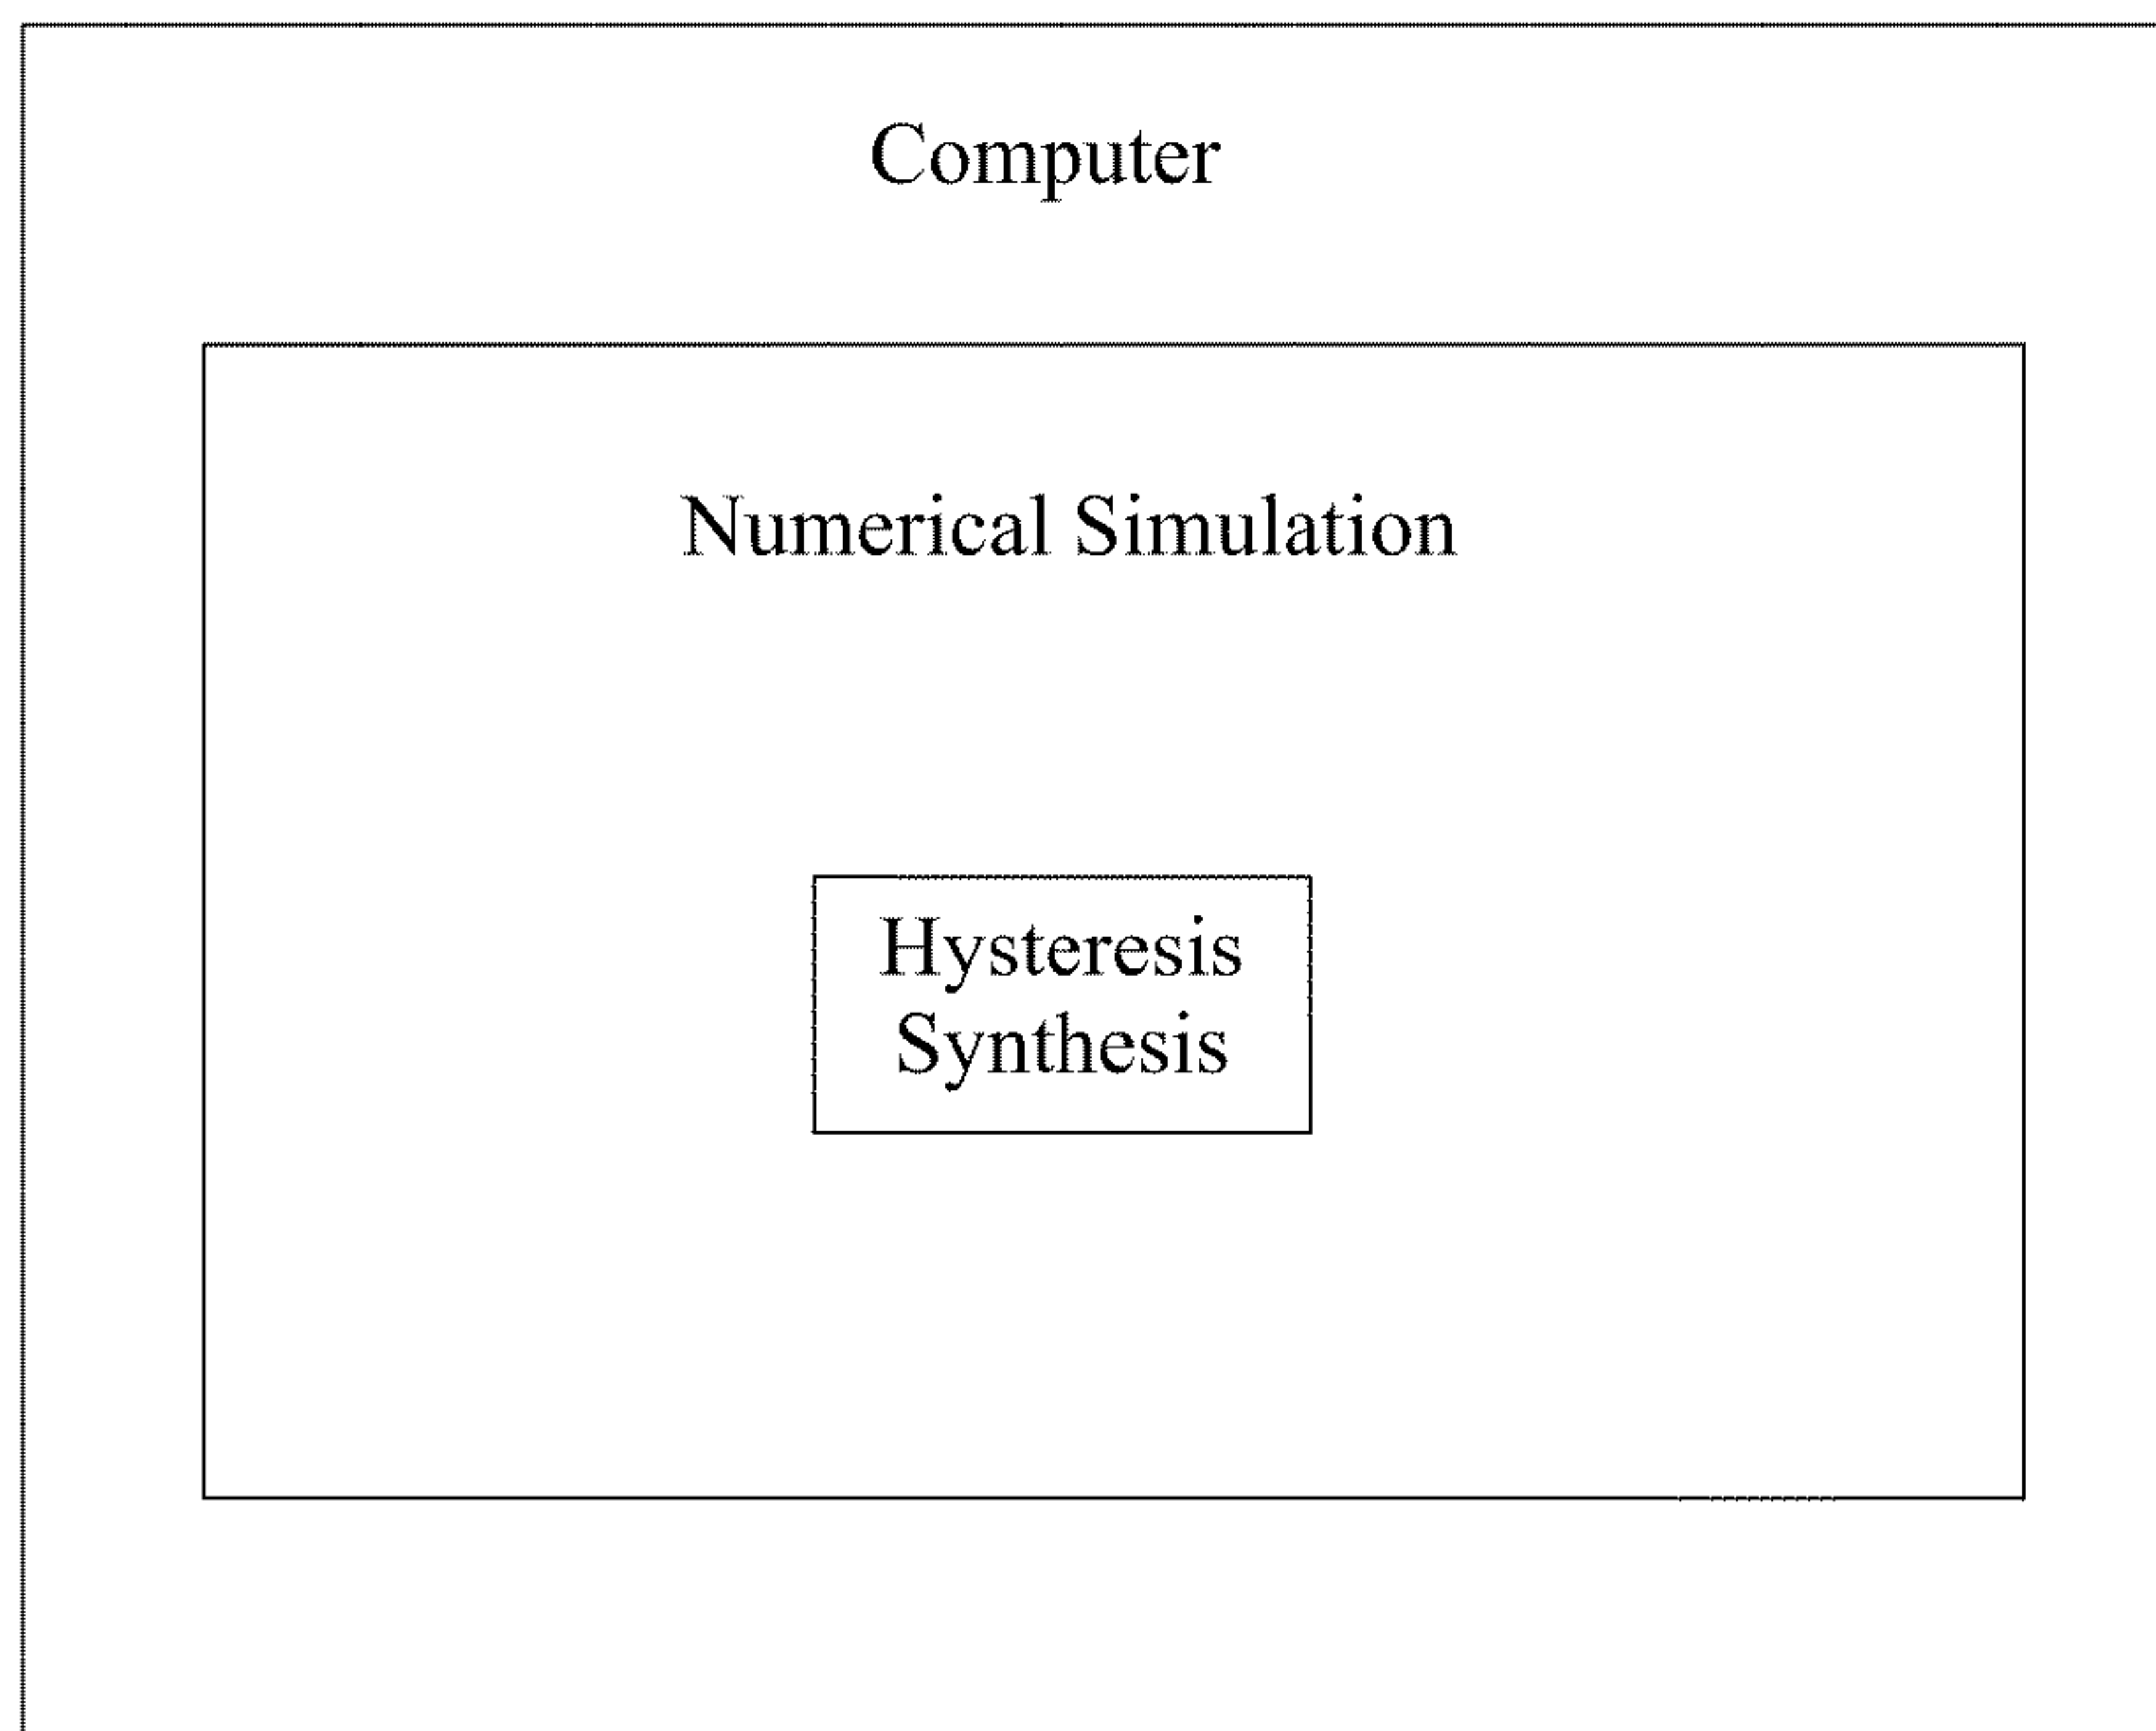 Computer
Numerical Simulation
Hysteresis
Synthesis